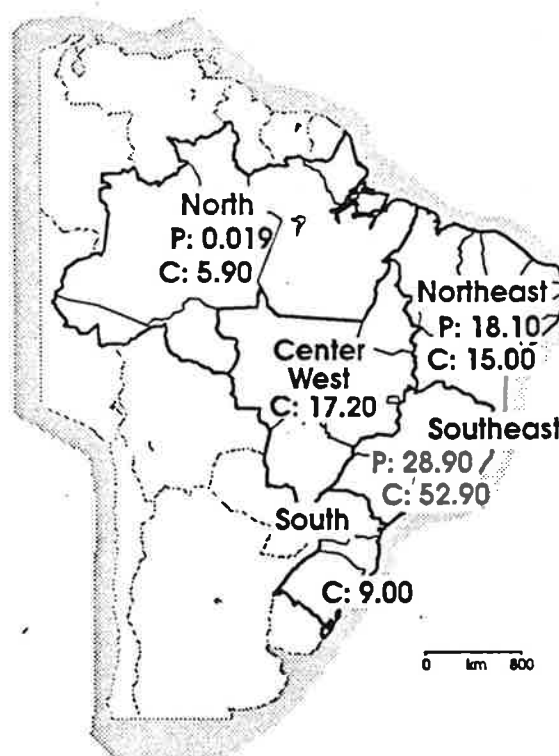 North
P: 0.019
C: 5.90
Northeast
P: 18.10
C: 15.00
Center
West
C: 17.20
Southeast
P: 28.90
C: 52.90
South
C: 9.00
0 km 800